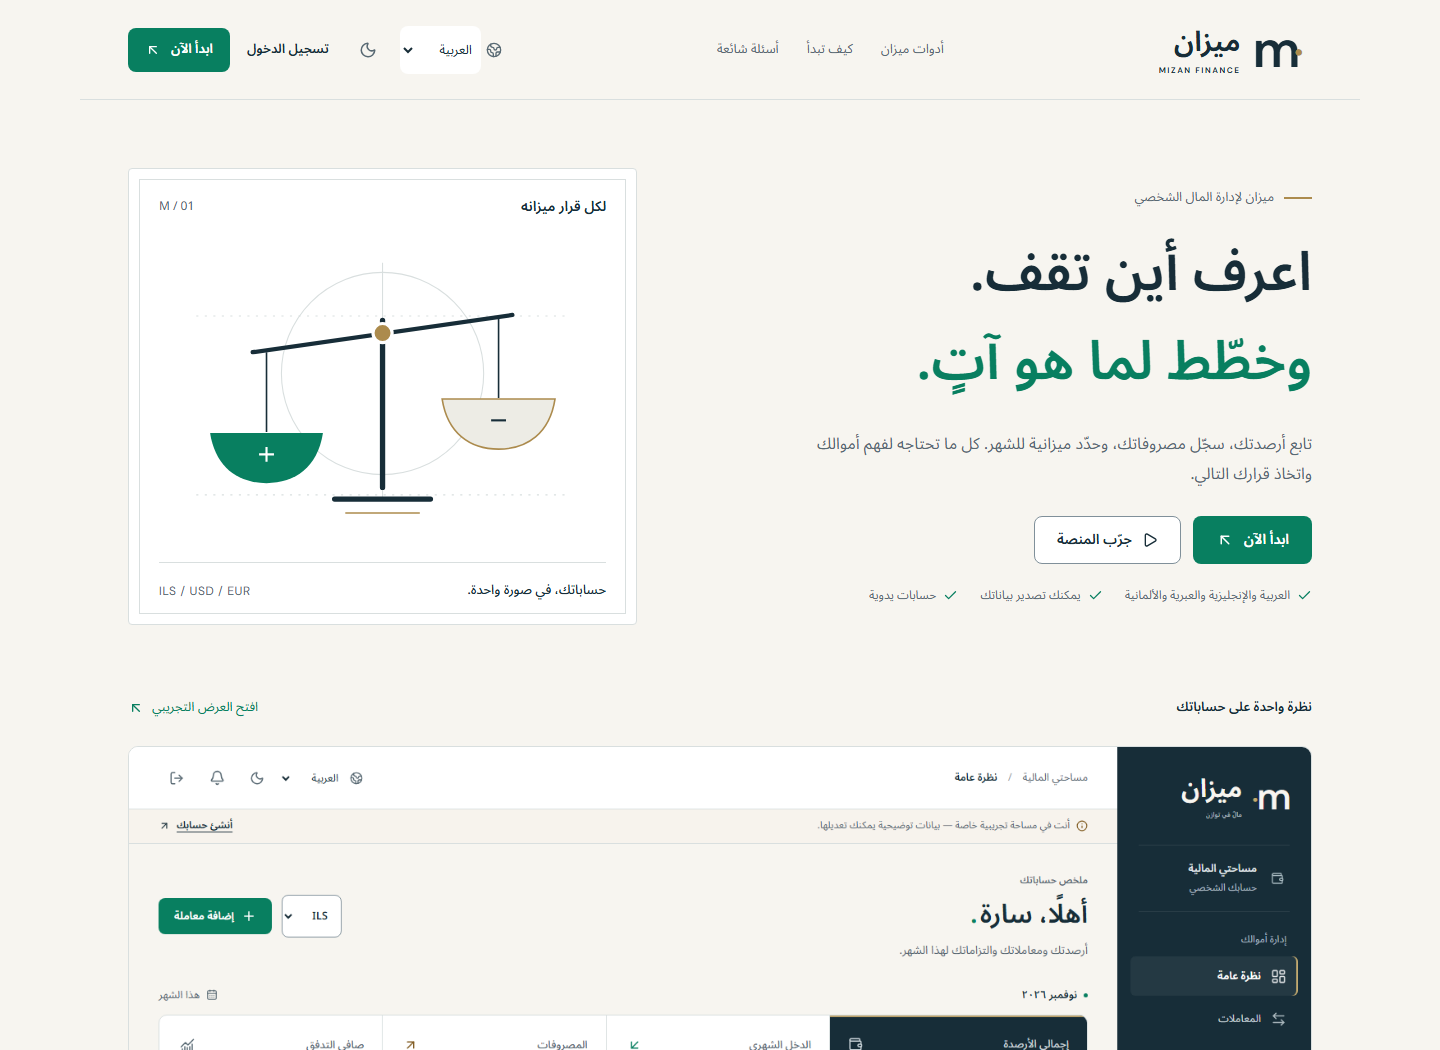 ميزان
MIZAN FINANCE
أدوات ميزان
كيف تبدأ
أسئلة شائعة
العربية
تسجيل الدخول
ابدأ الآن
ميزان لإدارة المال الشخصي
اعرف أين تقف.
وخطّط لما هو آتٍ.
تابع أرصدتك، سجّل مصروفاتك، وحدّد ميزانية للشهر. كل ما تحتاجه لفهم أموالك
واتخاذ قرارك التالي.
ابدأ الآن
جرّب المنصة
العربية والإنجليزية والعبرية والألمانية
يمكنك تصدير بياناتك
حسابات يدوية
لكل قرار ميزانه
M / 01
حساباتك، في صورة واحدة.
ILS / USD / EUR
نظرة واحدة على حساباتك
افتح العرض التجريبي
ميزان
مالك في توازن
مساحتي المالية
حسابك الشخصي
إدارة أموالك
نظرة عامة
المعاملات
مساحتي المالية / نظرة عامة
العربية
أنت في مساحة تجريبية خاصة — بيانات توضيحية يمكنك تعديلها.
أنشئ حسابك
ملخص حساباتك
أهلًا، سارة.
أرصدتك ومعاملاتك والتزاماتك لهذا الشهر.
ILS
إضافة معاملة
نوفمبر ٢٠٢٦
هذا الشهر
إجمالي الأرصدة
الدخل الشهري
المصروفات
صافي التدفق